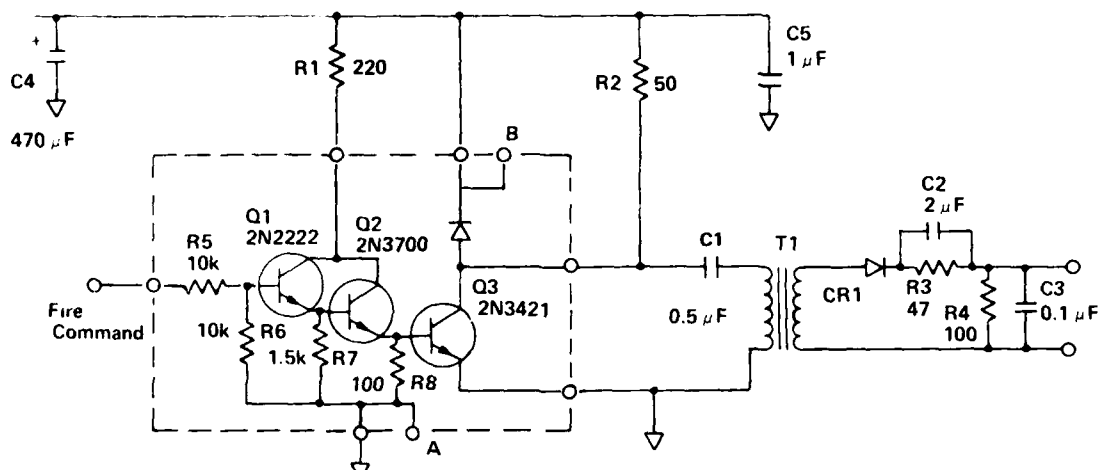 +
C4
470 µF
R1
220
R2
50
C5
1 µF
B
Q1
2N2222
Q2
2N3700
R5
10k
Fire
Command
10k
R6
1.5k
R7
100
R8
Q3
2N3421
A
C1
0.5 µF
T1
CR1
C2
2 µF
R3
47
R4
100
C3
0.1 µF